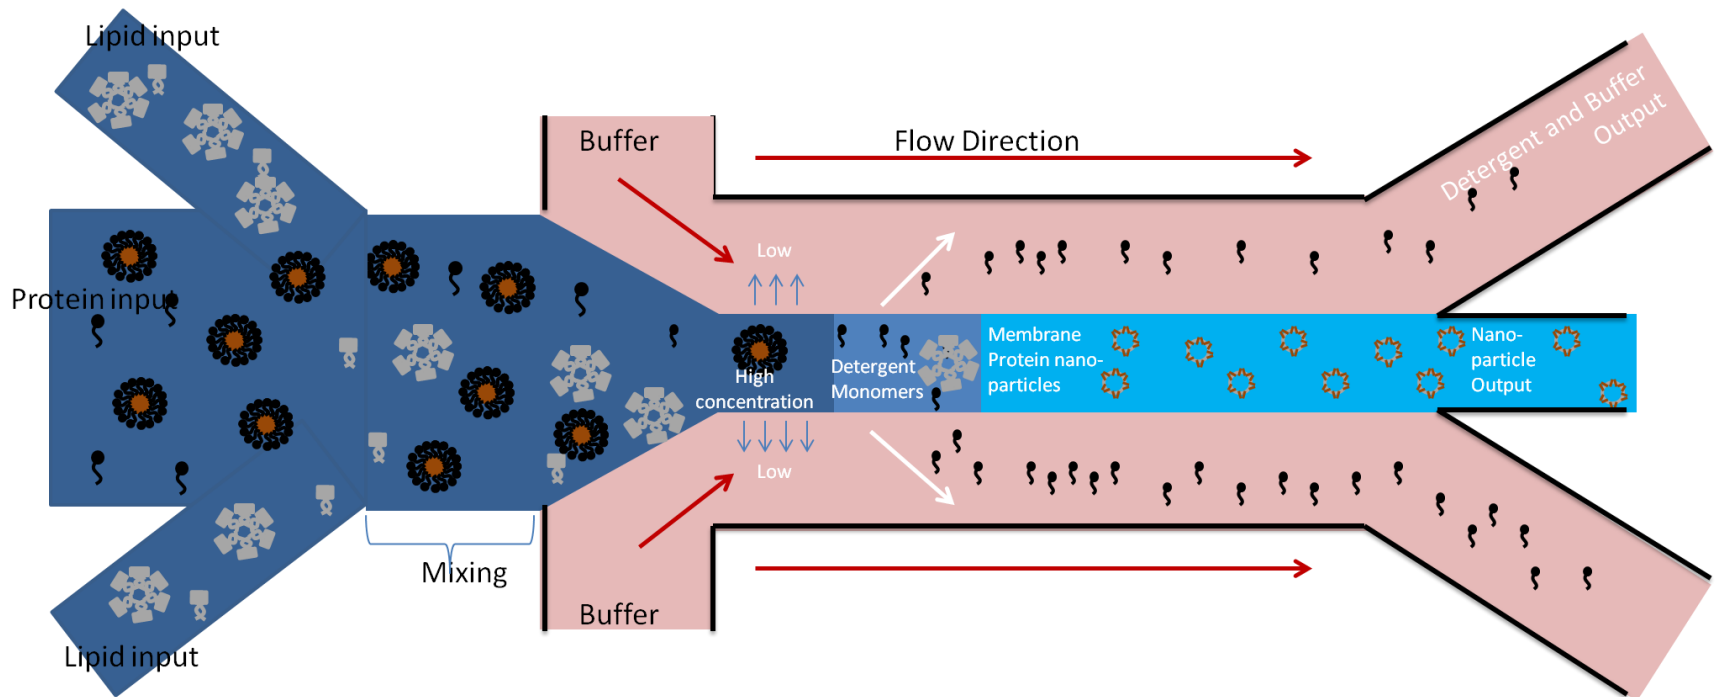 Lipid input
Buffer
Flow Direction
Detergent and Buffer
Output
Low
Protein input
Membrane
Protein nano-
particles
Nano-
particle
Output
Detergent
Monomers
High
concentration
Low
Mixing
Buffer
Lipid input